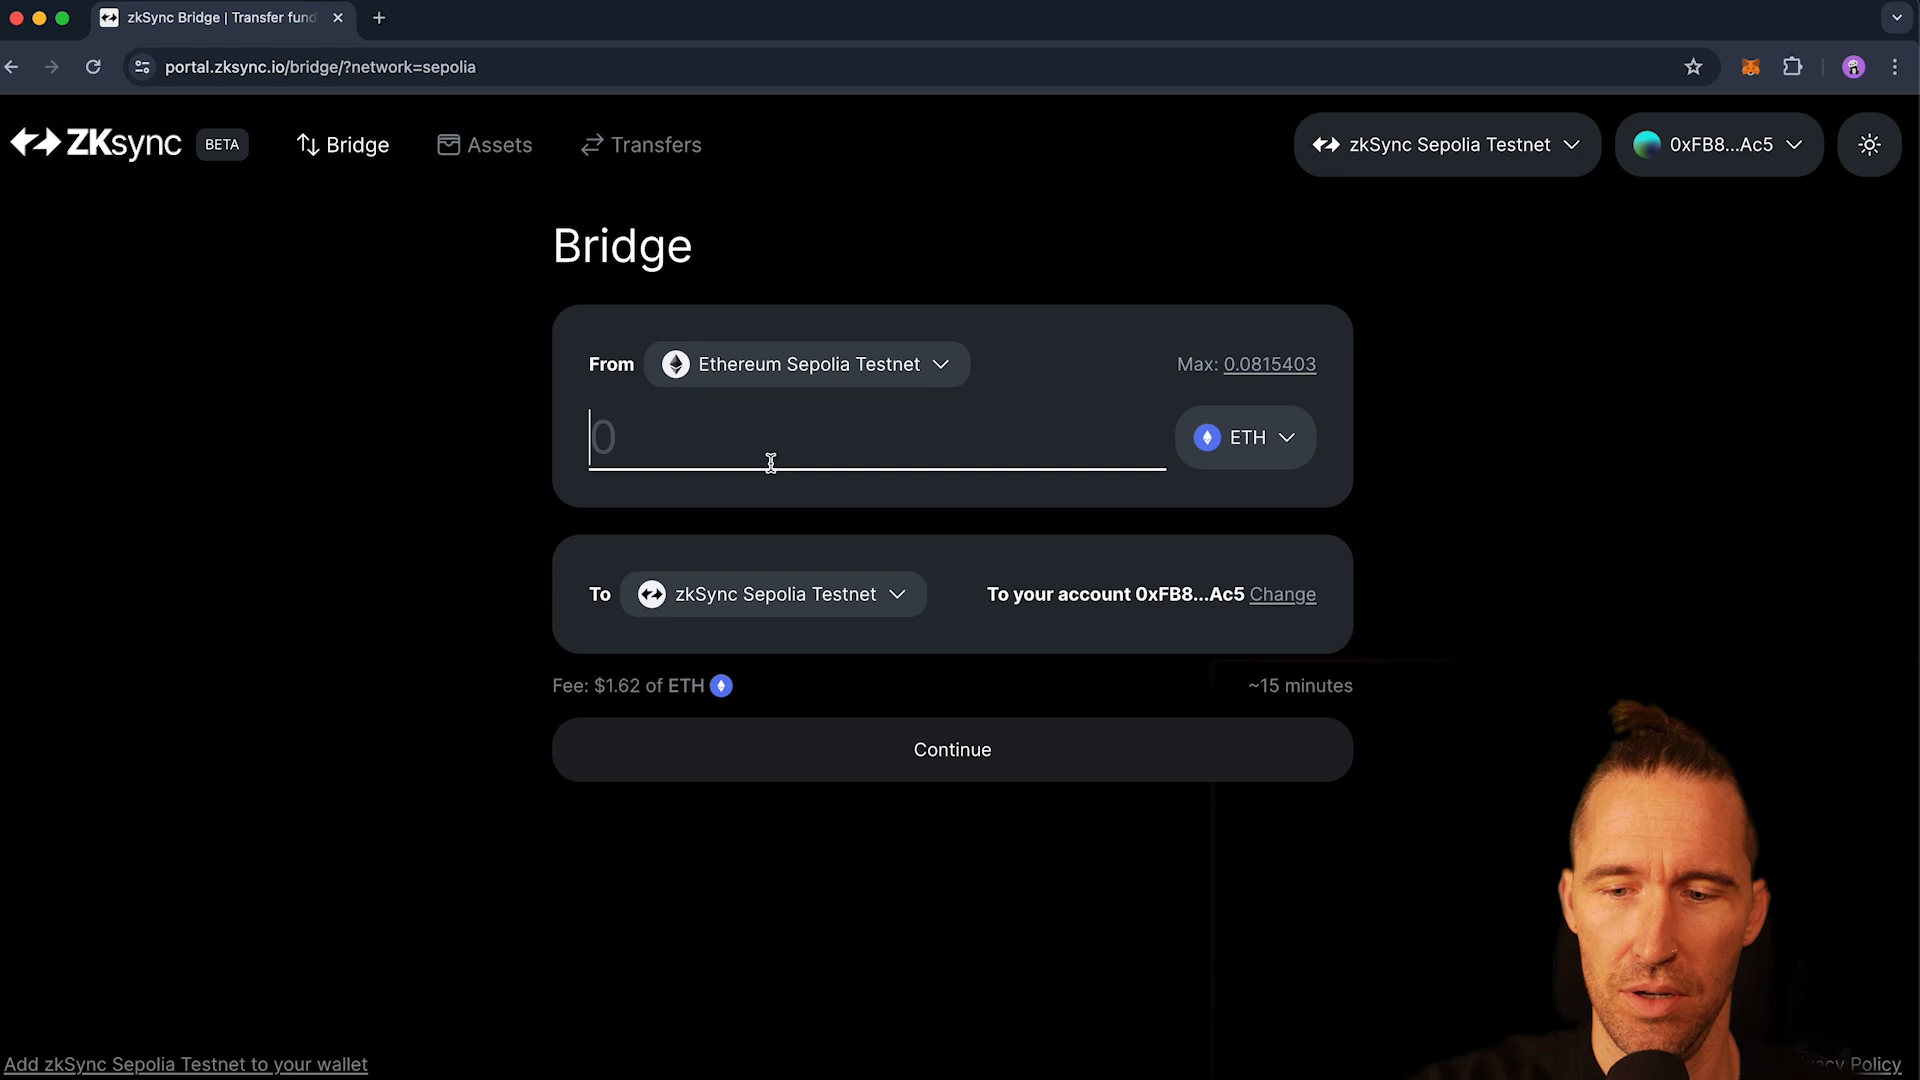 zkSync Bridge | Transfer fund
portal.zksync.io/bridge/?network=sepolia
ZKsync BETA Bridge Assets Transfers zkSync Sepolia Testnet 0xFB8...Ac5
Bridge
From Ethereum Sepolia Testnet Max: 0.0815403
0 ETH
To zkSync Sepolia Testnet To your account 0xFB8...Ac5 Change
Fee: $1.62 of ETH ~15 minutes
Continue
Add zkSync Sepolia Testnet to your wallet Policy